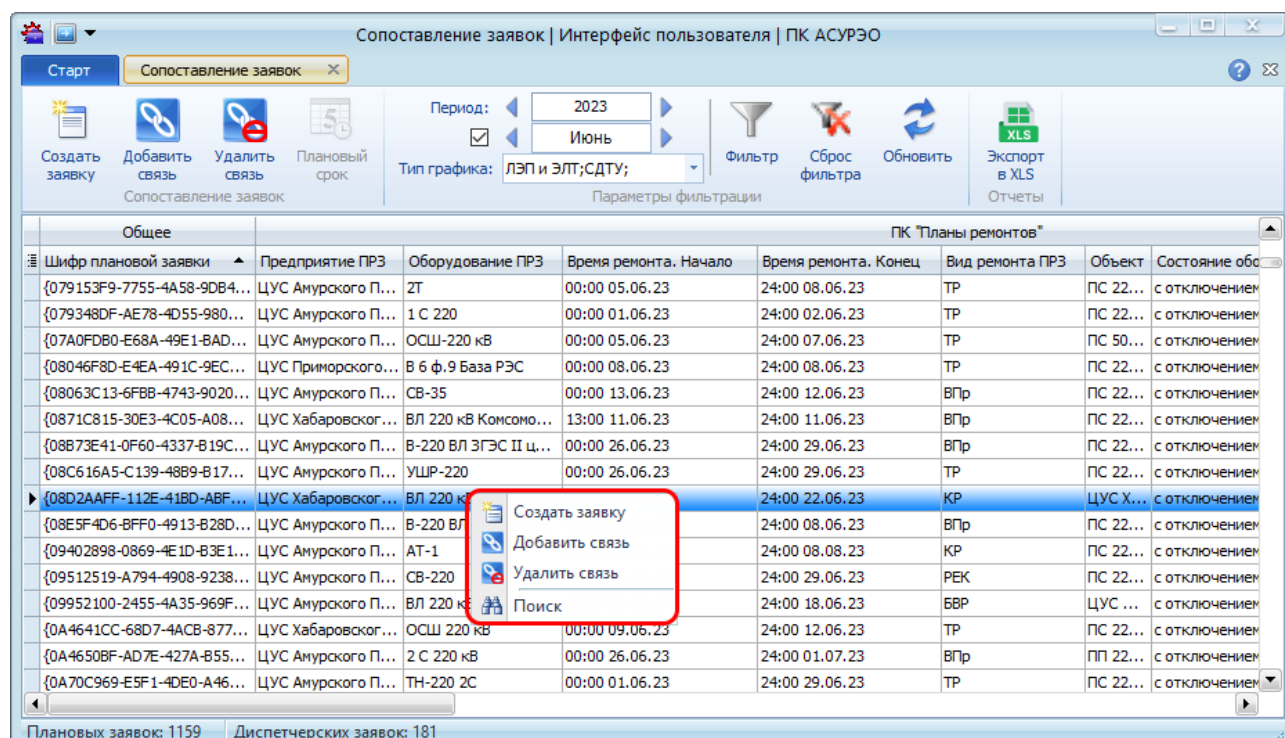 Сопоставление заявок | Интерфейс пользователя | ПК АСУРЭО
Старт Сопоставление заявок
Создать заявку Добавить связь Удалить связь Плановый срок
Сопоставление заявок
Период: 2023
Июнь
Тип графика: ЛЭП и ЭЛТ;СДТУ;
Фильтр Сброс фильтра Обновить
Параметры фильтрации
XLS
Экспорт в XLS
Отчеты
Общее ПК "Планы ремонтов"
Шифр плановой заявки Предприятие ПРЗ Оборудование ПРЗ Время ремонта. Начало Время ремонта. Конец Вид ремонта ПРЗ Объект Состояние обо
{079153F9-7755-4A58-9DB4... ЦУС Амурского П... 2Т 00:00 05.06.23 24:00 08.06.23 ТР ПС 22... с отключением
{079348DF-AE78-4D55-980... ЦУС Амурского П... 1 С 220 00:00 01.06.23 24:00 02.06.23 ТР ПС 22... с отключением
{07A0FDB0-E68A-49E1-BAD... ЦУС Амурского П... ОСШ-220 кВ 00:00 05.06.23 24:00 07.06.23 ТР ПС 50... с отключением
{08046F8D-E4EA-491C-9EC... ЦУС Приморского... В 6 ф.9 База РЭС 00:00 08.06.23 24:00 08.06.23 ТР ПС 22... с отключением
{08063C13-6FBB-4743-9020... ЦУС Амурского П... СВ-35 00:00 13.06.23 24:00 12.06.23 ВПр ПС 22... с отключением
{0871C815-30E3-4C05-A08... ЦУС Хабаровског... ВЛ 220 кВ Комсомо... 13:00 11.06.23 24:00 11.06.23 ВПр ПС 22... с отключением
{08B73E41-0F60-4337-B19C... ЦУС Амурского П... В-220 ВЛ ЗГЭС II ц... 00:00 26.06.23 24:00 29.06.23 ВПр ПС 22... с отключением
{08C616A5-C139-48B9-B17... ЦУС Амурского П... УШР-220 00:00 26.06.23 24:00 29.06.23 ТР ПС 22... с отключением
{08D2AAFF-112E-41BD-ABF... ЦУС Хабаровског... ВЛ 220 к 24:00 22.06.23 КР ЦУС Х... с отключением
{08E5F4D6-BFF0-4913-B28D... ЦУС Амурского П... В-220 ВЛ 24:00 08.06.23 ВПр ПС 22... с отключением
{09402898-0869-4E1D-B3E1... ЦУС Амурского П... АТ-1 24:00 08.08.23 КР ПС 22... с отключением
{09512519-A794-4908-9238... ЦУС Амурского П... СВ-220 24:00 29.06.23 РЕК ПС 22... с отключением
{09952100-2455-4A35-969F... ЦУС Амурского П... ВЛ 220 к 24:00 18.06.23 БВР ЦУС ... с отключением
{0A4641CC-68D7-4ACB-877... ЦУС Хабаровског... ОСШ 220 кВ 00:00 09.06.23 24:00 12.06.23 ТР ПС 22... с отключением
{0A4650BF-AD7E-427A-B55... ЦУС Амурского П... 2 С 220 кВ 00:00 26.06.23 24:00 01.07.23 ВПр ПП 22... с отключением
{0A70C969-E5F1-4DE0-A46... ЦУС Амурского П... ТН-220 2С 00:00 01.06.23 24:00 29.06.23 ТР ПС 22... с отключением
Создать заявку
Добавить связь
Удалить связь
Поиск
Плановых заявок: 1159 Диспетчерских заявок: 181